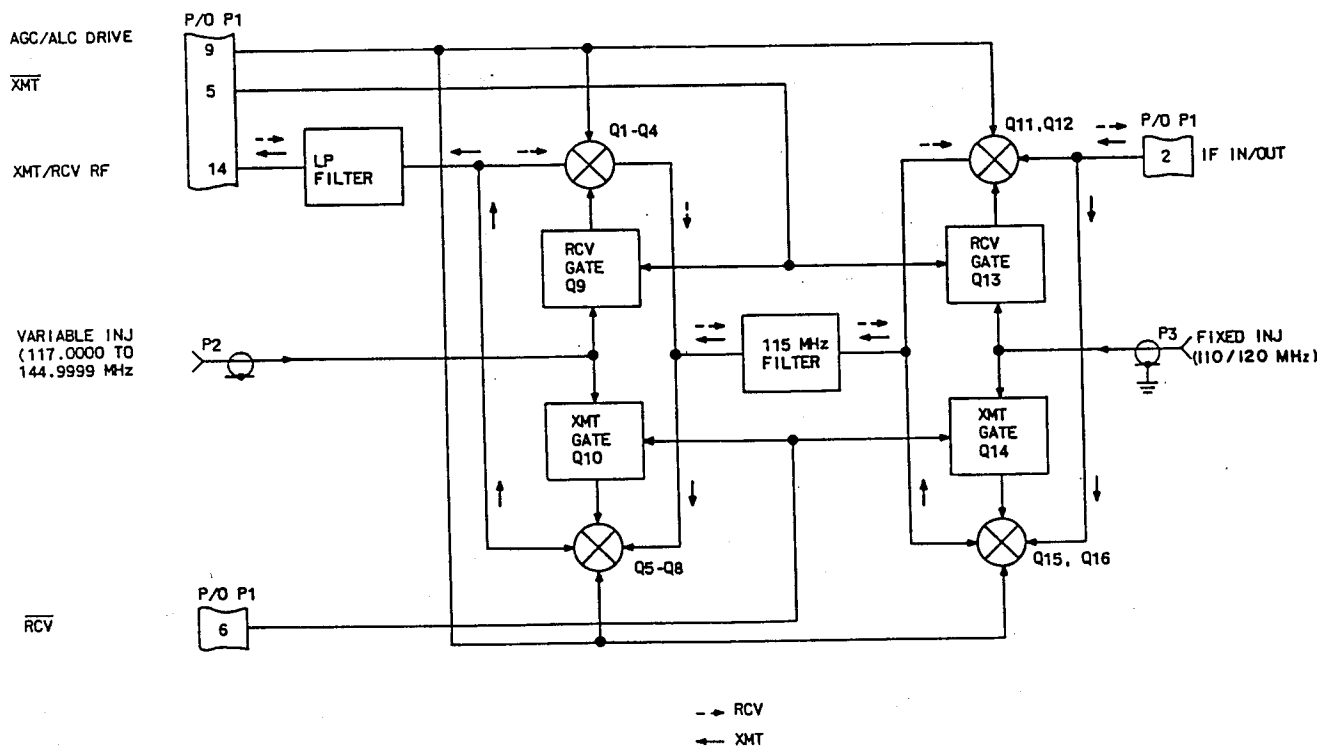 P/O P1
AGC/ALC DRIVE
9
XMT
5
XMT/RCV RF
14
LP
FILTER
Q1-Q4
RCV
GATE
Q9
VARIABLE INJ
(117.0000 TO
144.9999 MHz
P2
XMT
GATE
Q10
Q5-Q8
115 MHz
FILTER
Q11,Q12
P/O P1
2
IF IN/OUT
RCV
GATE
Q13
P3
FIXED INJ
(110/120 MHz)
XMT
GATE
Q14
Q15, Q16
P/O P1
RCV
6
RCV
XMT